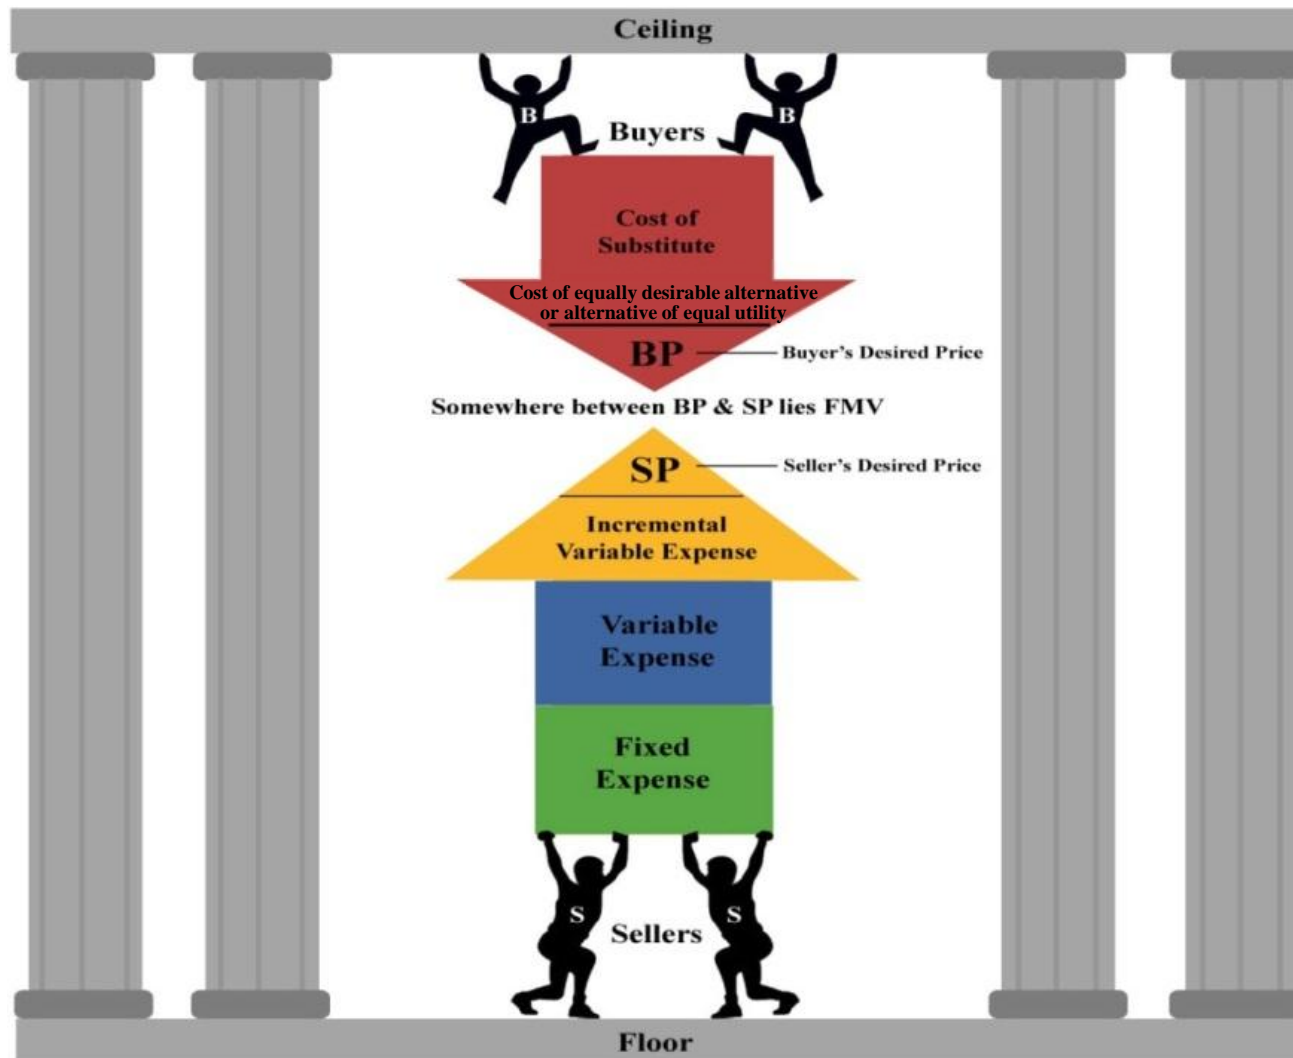 Ceiling
B
B
Buyers
Cost of
Substitute
Cost of equally desirable alternative
or alternative of equal utility
BP
Buyer's Desired Price
Somewhere between BP & SP lies FMV
SP
Seller's Desired Price
Incremental
Variable Expense
Variable
Expense
Fixed
Expense
S
S
Sellers
Floor